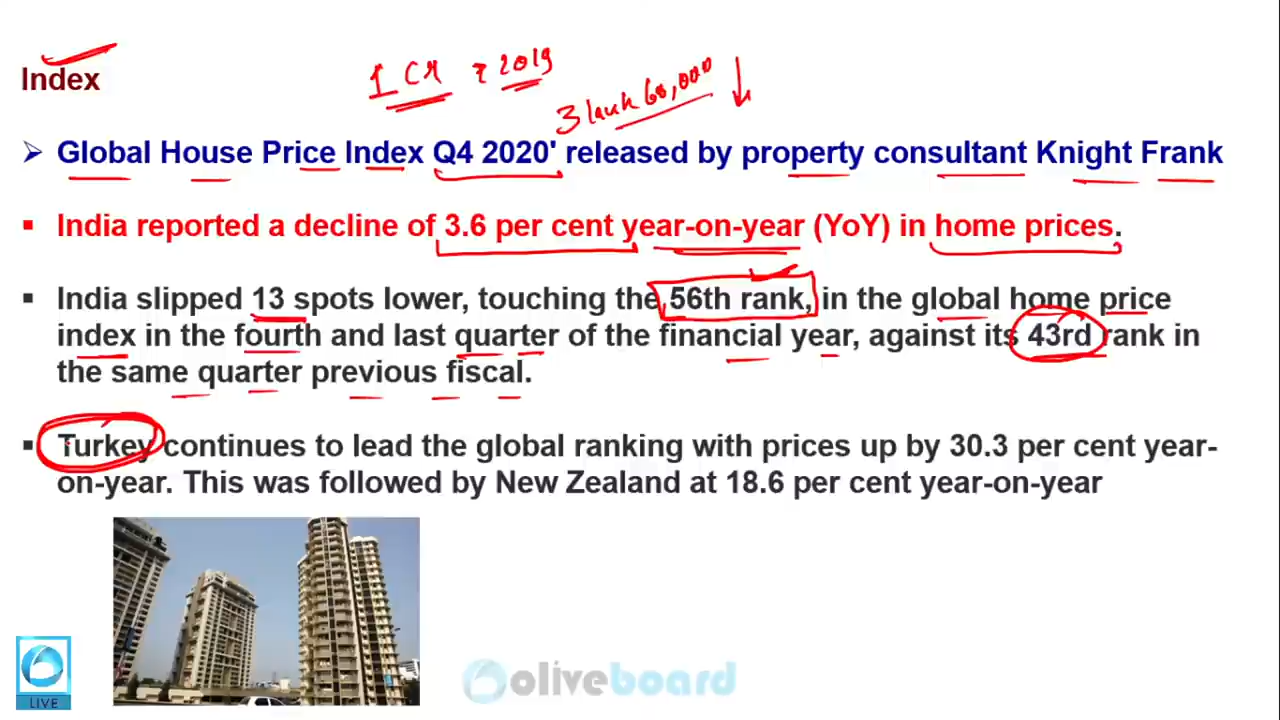 Index
1 Cr ₹ 2019
3 lakh 60,000
➢ Global House Price Index Q4 2020' released by property consultant Knight Frank
▪ India reported a decline of 3.6 per cent year-on-year (YoY) in home prices.
▪ India slipped 13 spots lower, touching the 56th rank, in the global home price
index in the fourth and last quarter of the financial year, against its 43rd rank in
the same quarter previous fiscal.
▪ Turkey continues to lead the global ranking with prices up by 30.3 per cent year-
on-year. This was followed by New Zealand at 18.6 per cent year-on-year
LIVE
oliveboard